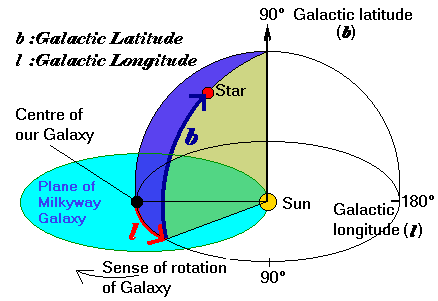 90° Galactic latitude
(b)
b :Galactic Latitude
l :Galactic Longitude
Star
Centre of
our Galaxy
b
Plane of
Milkyway
Galaxy
Sun
180°
Galactic
longitude (l)
l
Sense of rotation
of Galaxy
90°